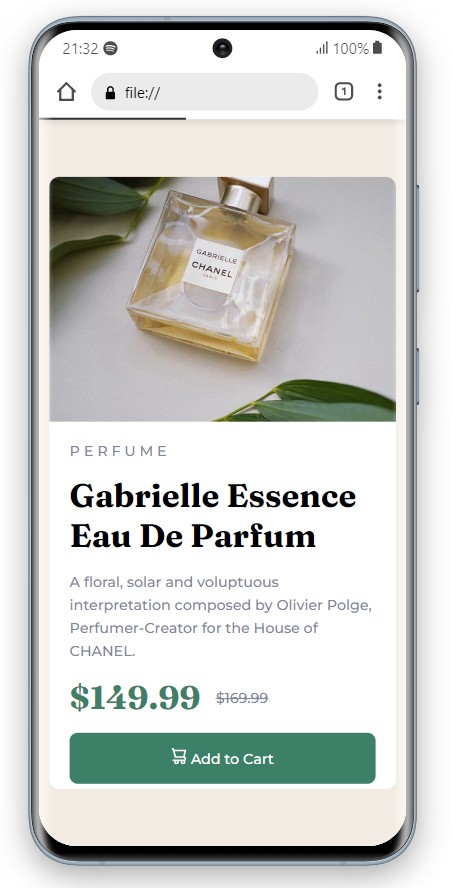 21:32
100%
file://
1
GABRIELLE
CHANEL
PARIS
PERFUME
Gabrielle Essence
Eau De Parfum
A floral, solar and voluptuous
interpretation composed by Olivier Polge,
Perfumer-Creator for the House of
CHANEL.
$149.99 $169.99
Add to Cart